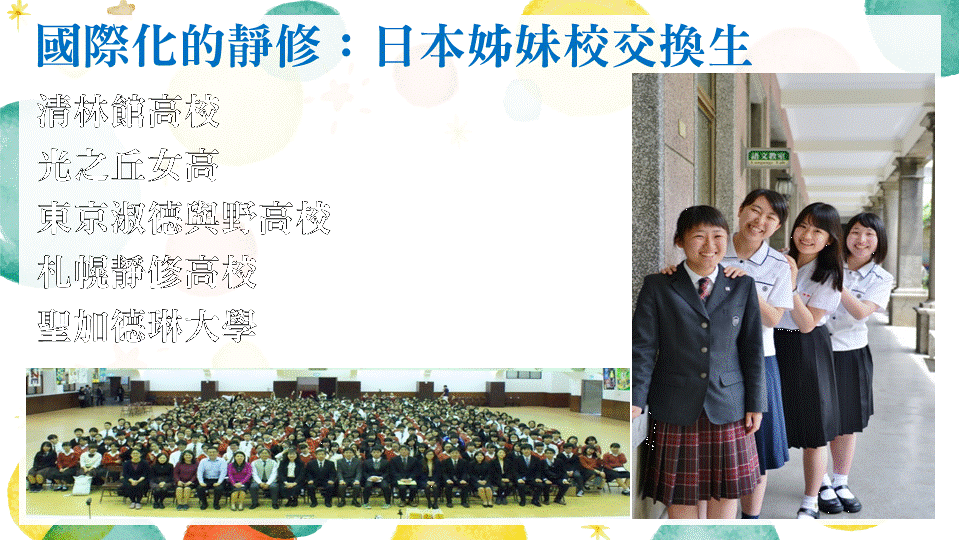 國際化的靜修：日本姊妹校交換生
清林館高校
光之丘女高
東京淑德與野高校
札幌靜修高校
聖加德琳大學
語文教室